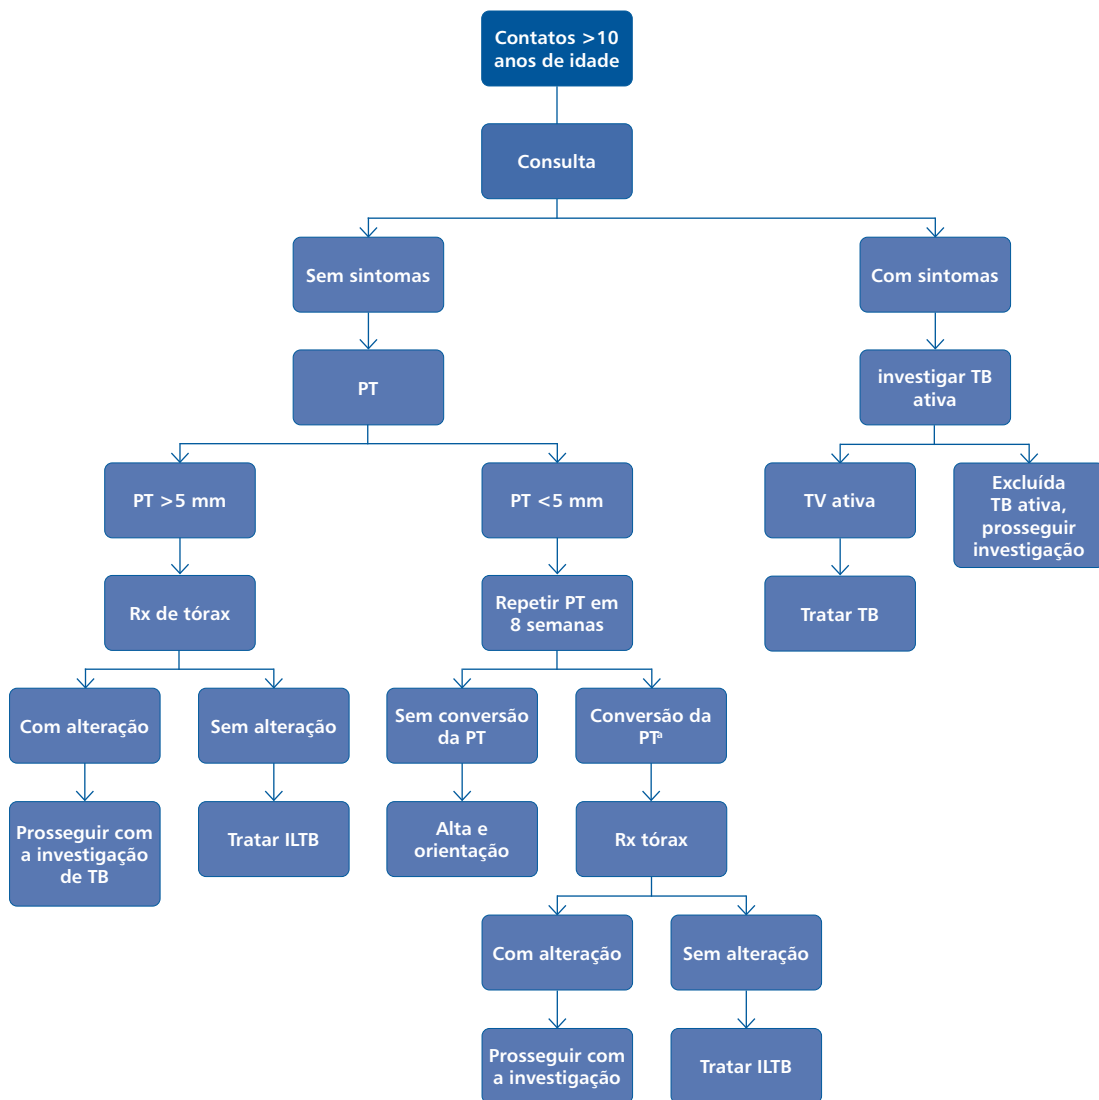 Contatos >10
anos de idade
Consulta
Sem sintomas
Com sintomas
PT
investigar TB
ativa
PT >5 mm
PT <5 mm
TV ativa
Excluída
TB ativa,
prosseguir
investigação
Rx de tórax
Repetir PT em
8 semanas
Tratar TB
Com alteração
Sem alteração
Sem conversão
da PT
Conversão da
PTª
Prosseguir com
a investigação
de TB
Tratar ILTB
Alta e
orientação
Rx tórax
Com alteração
Sem alteração
Prosseguir com
a investigação
Tratar ILTB